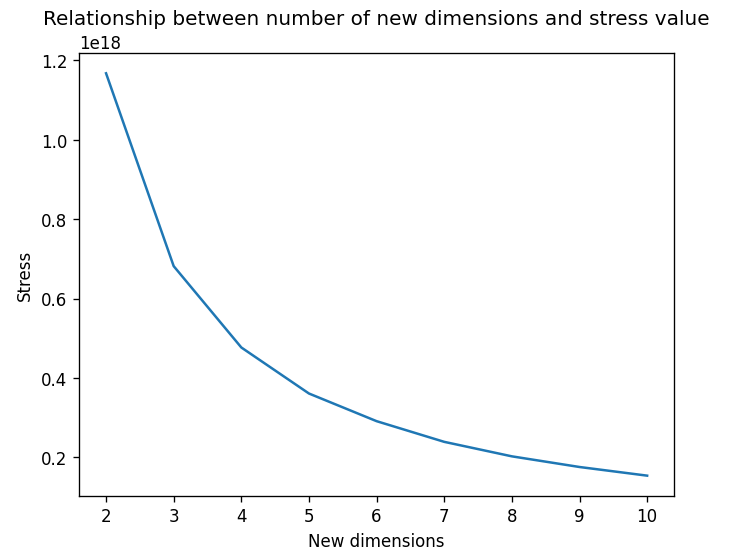 Relationship between number of new dimensions and stress value
1e18
1.2
1.0
0.8
0.6
0.4
0.2
Stress
2 3 4 5 6 7 8 9 10
New dimensions